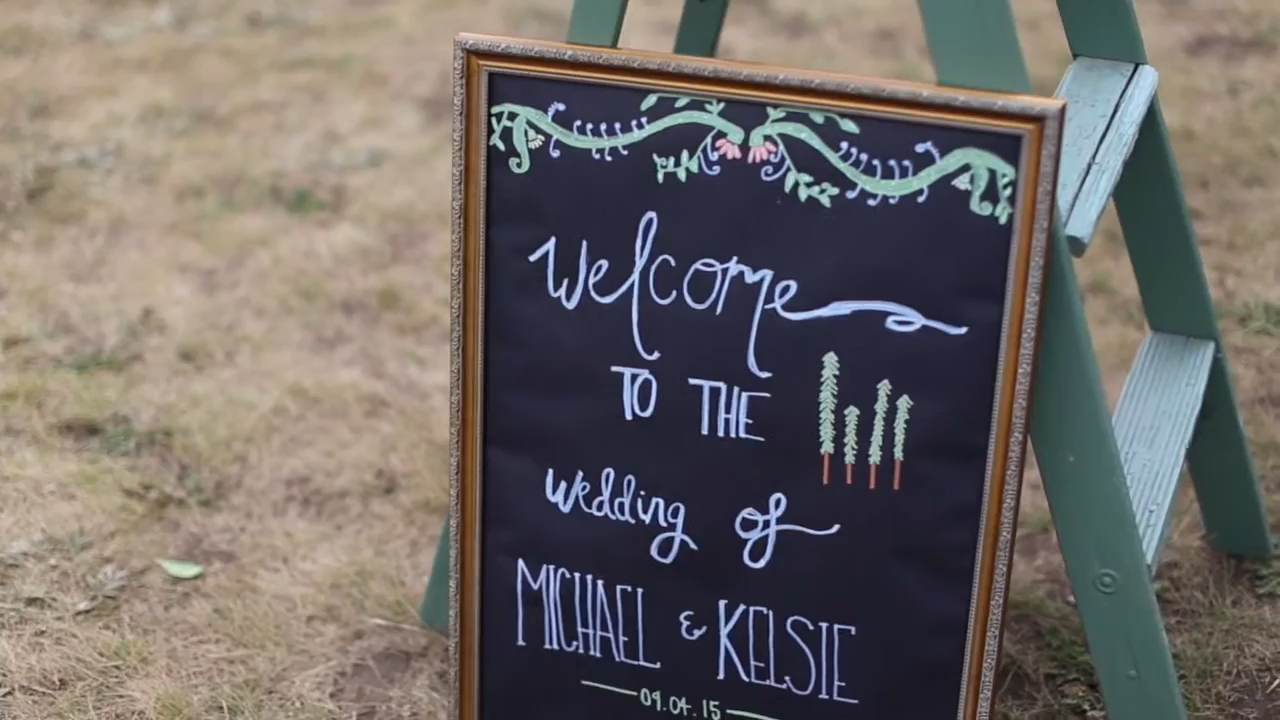 Welcome
TO THE
wedding of
MICHAEL & KELSIE
09.04.15